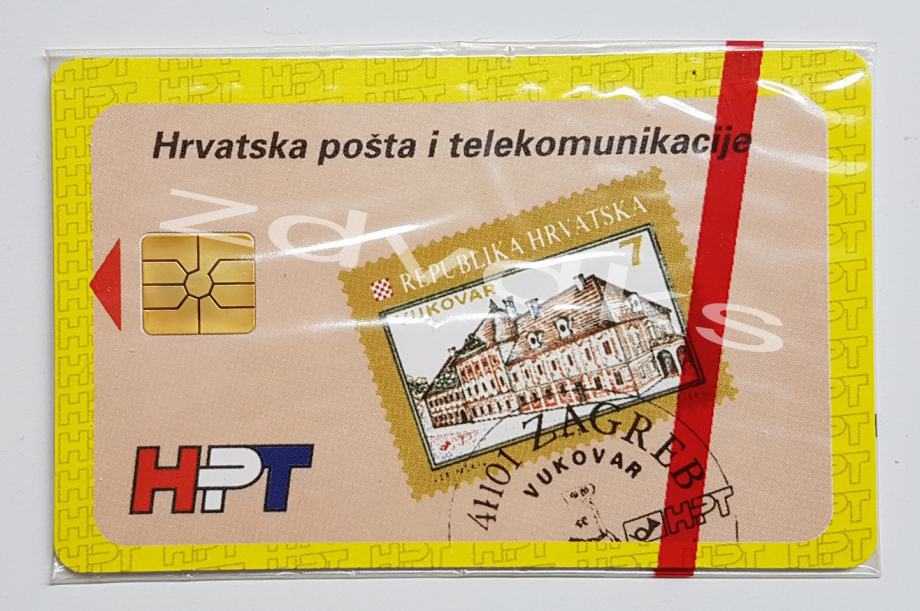 Hrvatska pošta i telekomunikacije
REPUBLIKA HRVATSKA
7
VUKOVAR
HPT
41101 ZAGREB
VUKOVAR
HPT